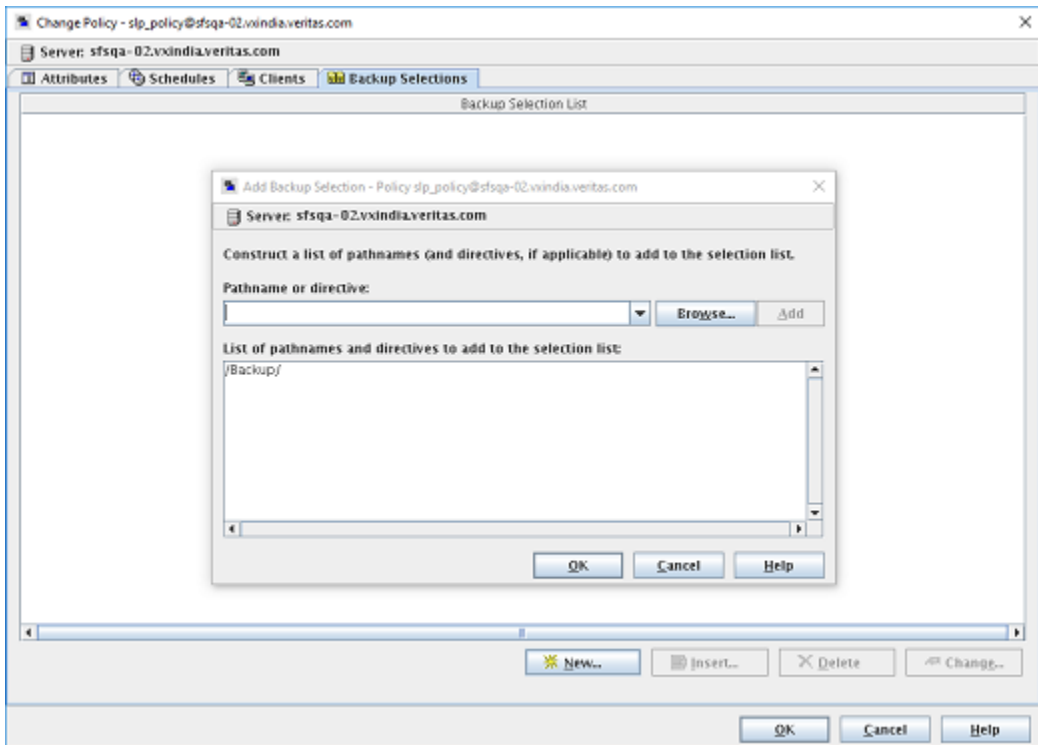 Change Policy - slp_policy@sfsqa-02.vxindia.veritas.com
Server: sfsqa-02.vxindia.veritas.com
Attributes Schedules Clients Backup Selections
Backup Selection List
Add Backup Selection - Policy slp_policy@sfsqa-02.vxindia.veritas.com
Server: sfsqa-02.vxindia.veritas.com
Construct a list of pathnames (and directives, if applicable) to add to the selection list.
Pathname or directive:
Browse... Add
List of pathnames and directives to add to the selection list:
/Backup/
OK Cancel Help
New... Insert... Delete Change...
OK Cancel Help